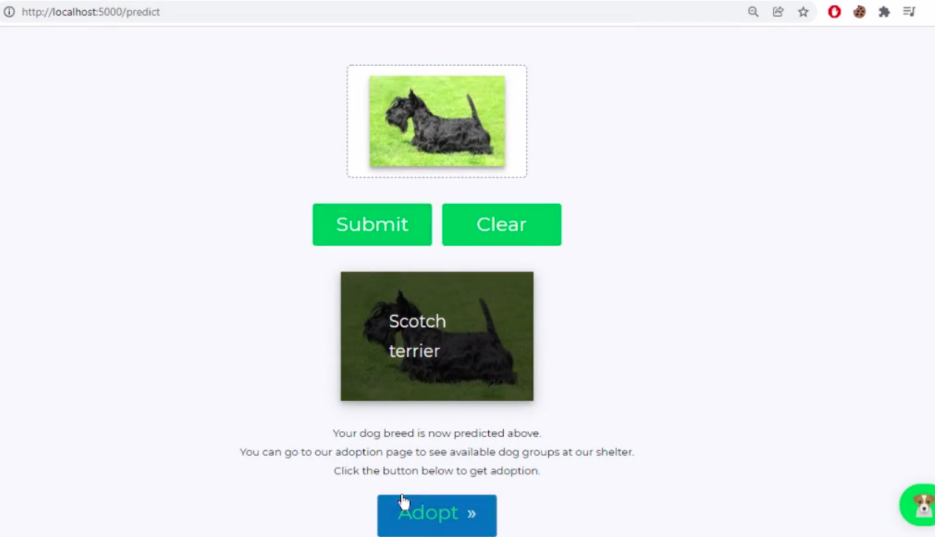 http://localhost:5000/predict
Submit
Clear
Scotch
terrier
Your dog breed is now predicted above.
You can go to our adoption page to see available dog groups at our shelter.
Click the button below to get adoption.
Adopt »